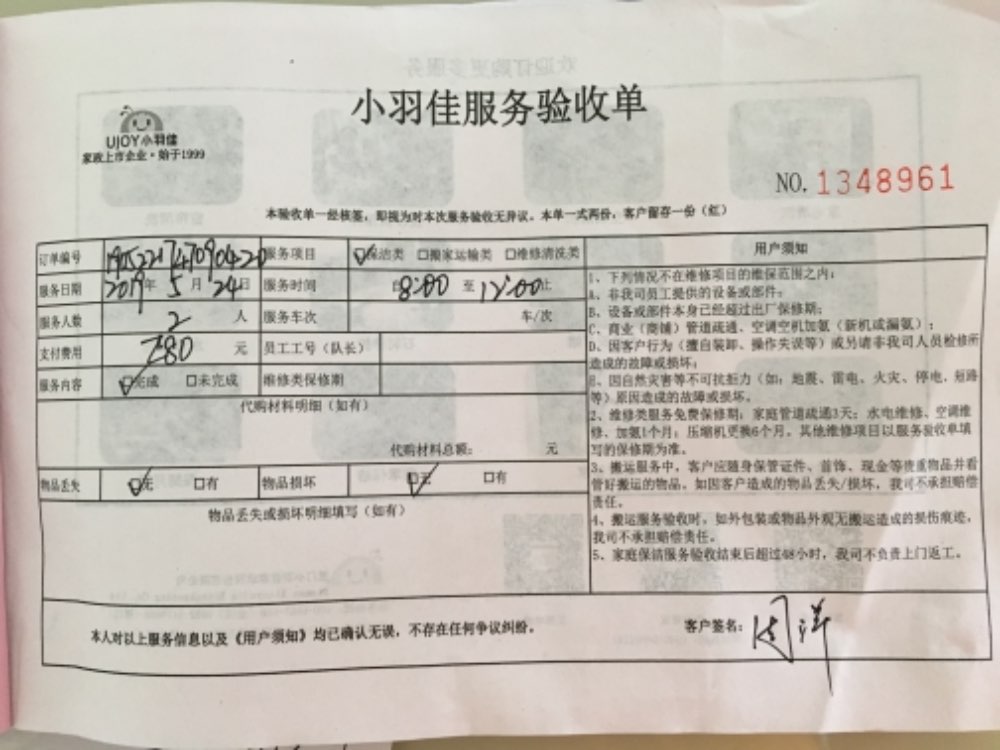 小羽佳服务验收单
UJOY小羽佳
家政上市企业·始于1999
NO.1348961
本验收单一经核签，即视为对本次服务验收无异议。本单一式两份，客户留存一份（红）
订单编号 服务项目 保洁类 □搬家运输类 □维修清洗类
服务日期 2019年5月24日 服务时间 自8:00至12:00止
服务人数 2人 服务车次 车/次
支付费用 280元 员工工号（队长）
服务内容 ☑完成 □未完成 维修类保修期
代购材料明细（如有）
代购材料总额： 元
物品丢失 ☑无 □有 物品损坏 ☑无 □有
物品丢失或损坏明细填写（如有）
用户须知
1、下列情况不在维修项目的维保范围之内：
A、非我司员工提供的设备或部件；
B、设备或部件本身已经超过出厂保修期；
C、商业（商铺）管道疏通、空调空机加氨（新机或漏氨）；
D、因客户行为（擅自装卸、操作失误等）或另请非我司人员检修所
造成的故障或损坏；
E、因自然灾害等不可抗拒力（如：地震、雷电、火灾、停电、短路
等）原因造成的故障或损坏。
2、维修类服务免费保修期：家庭管道疏通3天；水电维修、空调维
修、加氨1个月；压缩机更换6个月。其他维修项目以服务验收单填
写的保修期为准。
3、搬运服务中，客户应随身保管证件、首饰、现金等贵重物品并看
管好搬运的物品。如因客户造成的物品丢失/损坏，我司不承担赔偿
责任。
4、搬运服务验收时，如外包装或物品外观无搬运造成的损伤痕迹，
我司不承担赔偿责任。
5、家庭保洁服务验收结束后超过48小时，我司不负责上门返工。
本人对以上服务信息以及《用户须知》均已确认无误，不存在任何争议纠纷。
客户签名：周洋